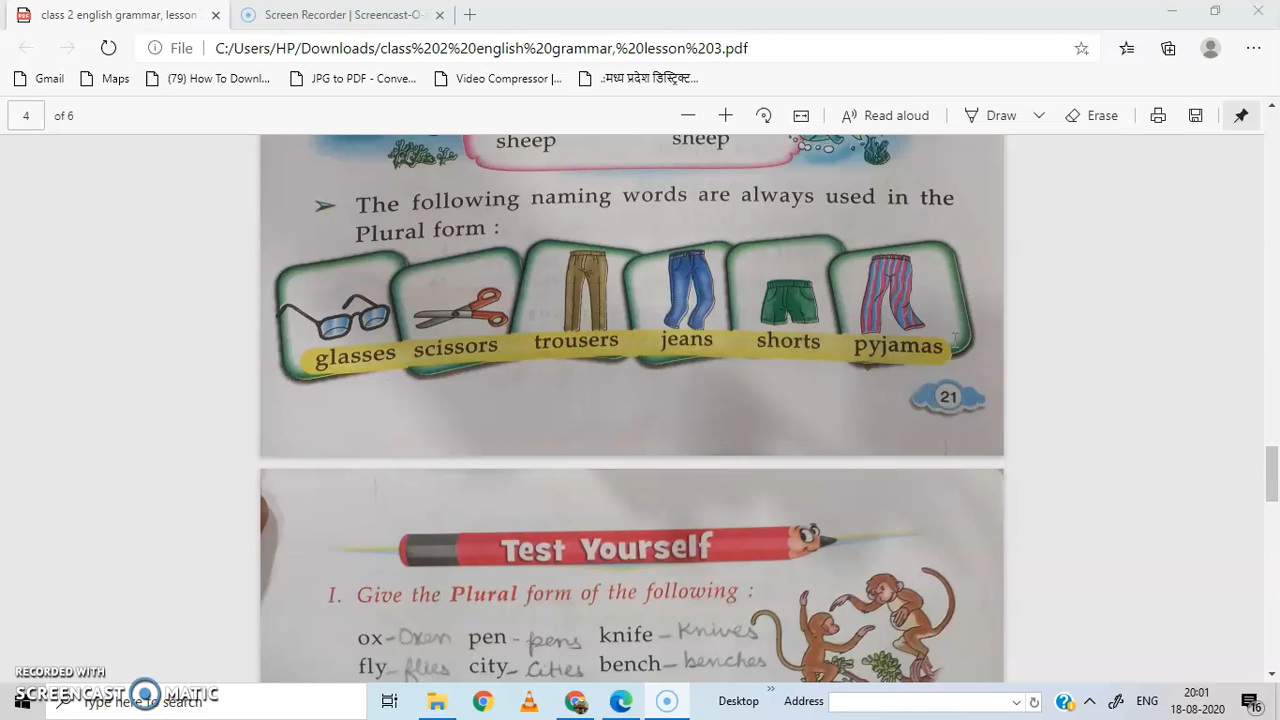 class 2 english grammar, lesson
Screen Recorder | Screencast-O-
File
C:/Users/HP/Downloads/class%202%20english%20grammar,%20lesson%203.pdf
Gmail
Maps
(79) How To Downl...
JPG to PDF - Conve...
Video Compressor |...
.:मध्य प्रदेश डिस्ट्रिक्ट...
4 of 6
Read aloud
Draw
Erase
sheep sheep
The following naming words are always used in the
Plural form :
glasses scissors trousers jeans shorts pyjamas
21
Test Yourself
I. Give the Plural form of the following :
ox - Oxen pen - pens knife - Knives
fly - flies city - Cities bench - benches
RECORDED WITH
SCREENCAST MATIC
Type here to search
Desktop
Address
ENG
20:01
18-08-2020
16